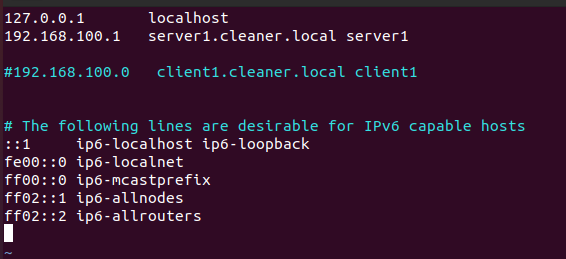 127.0.0.1       localhost
192.168.100.1   server1.cleaner.local server1
#192.168.100.0   client1.cleaner.local client1
# The following lines are desirable for IPv6 capable hosts
::1     ip6-localhost ip6-loopback
fe00::0 ip6-localnet
ff00::0 ip6-mcastprefix
ff02::1 ip6-allnodes
ff02::2 ip6-allrouters
~